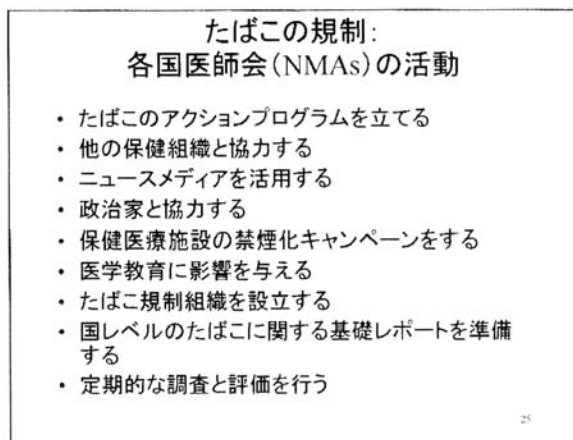 たばこの規制:
各国医師会(NMAs)の活動
・ たばこのアクションプログラムを立てる
・ 他の保健組織と協力する
・ ニュースメディアを活用する
・ 政治家と協力する
・ 保健医療施設の禁煙化キャンペーンをする
・ 医学教育に影響を与える
・ たばこ規制組織を設立する
・ 国レベルのたばこに関する基礎レポートを準備
する
・ 定期的な調査と評価を行う
25